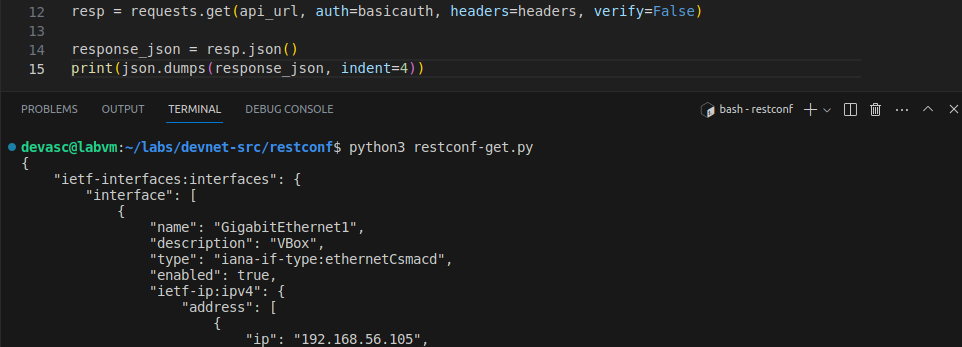 12 resp = requests.get(api_url, auth=basicauth, headers=headers, verify=False)
13
14 response_json = resp.json()
15 print(json.dumps(response_json, indent=4))
PROBLEMS OUTPUT TERMINAL DEBUG CONSOLE bash - restconf
devasc@labvm:~/labs/devnet-src/restconf$ python3 restconf-get.py
{
    "ietf-interfaces:interfaces": {
        "interface": [
            {
                "name": "GigabitEthernet1",
                "description": "VBox",
                "type": "iana-if-type:ethernetCsmacd",
                "enabled": true,
                "ietf-ip:ipv4": {
                    "address": [
                        {
                            "ip": "192.168.56.105",